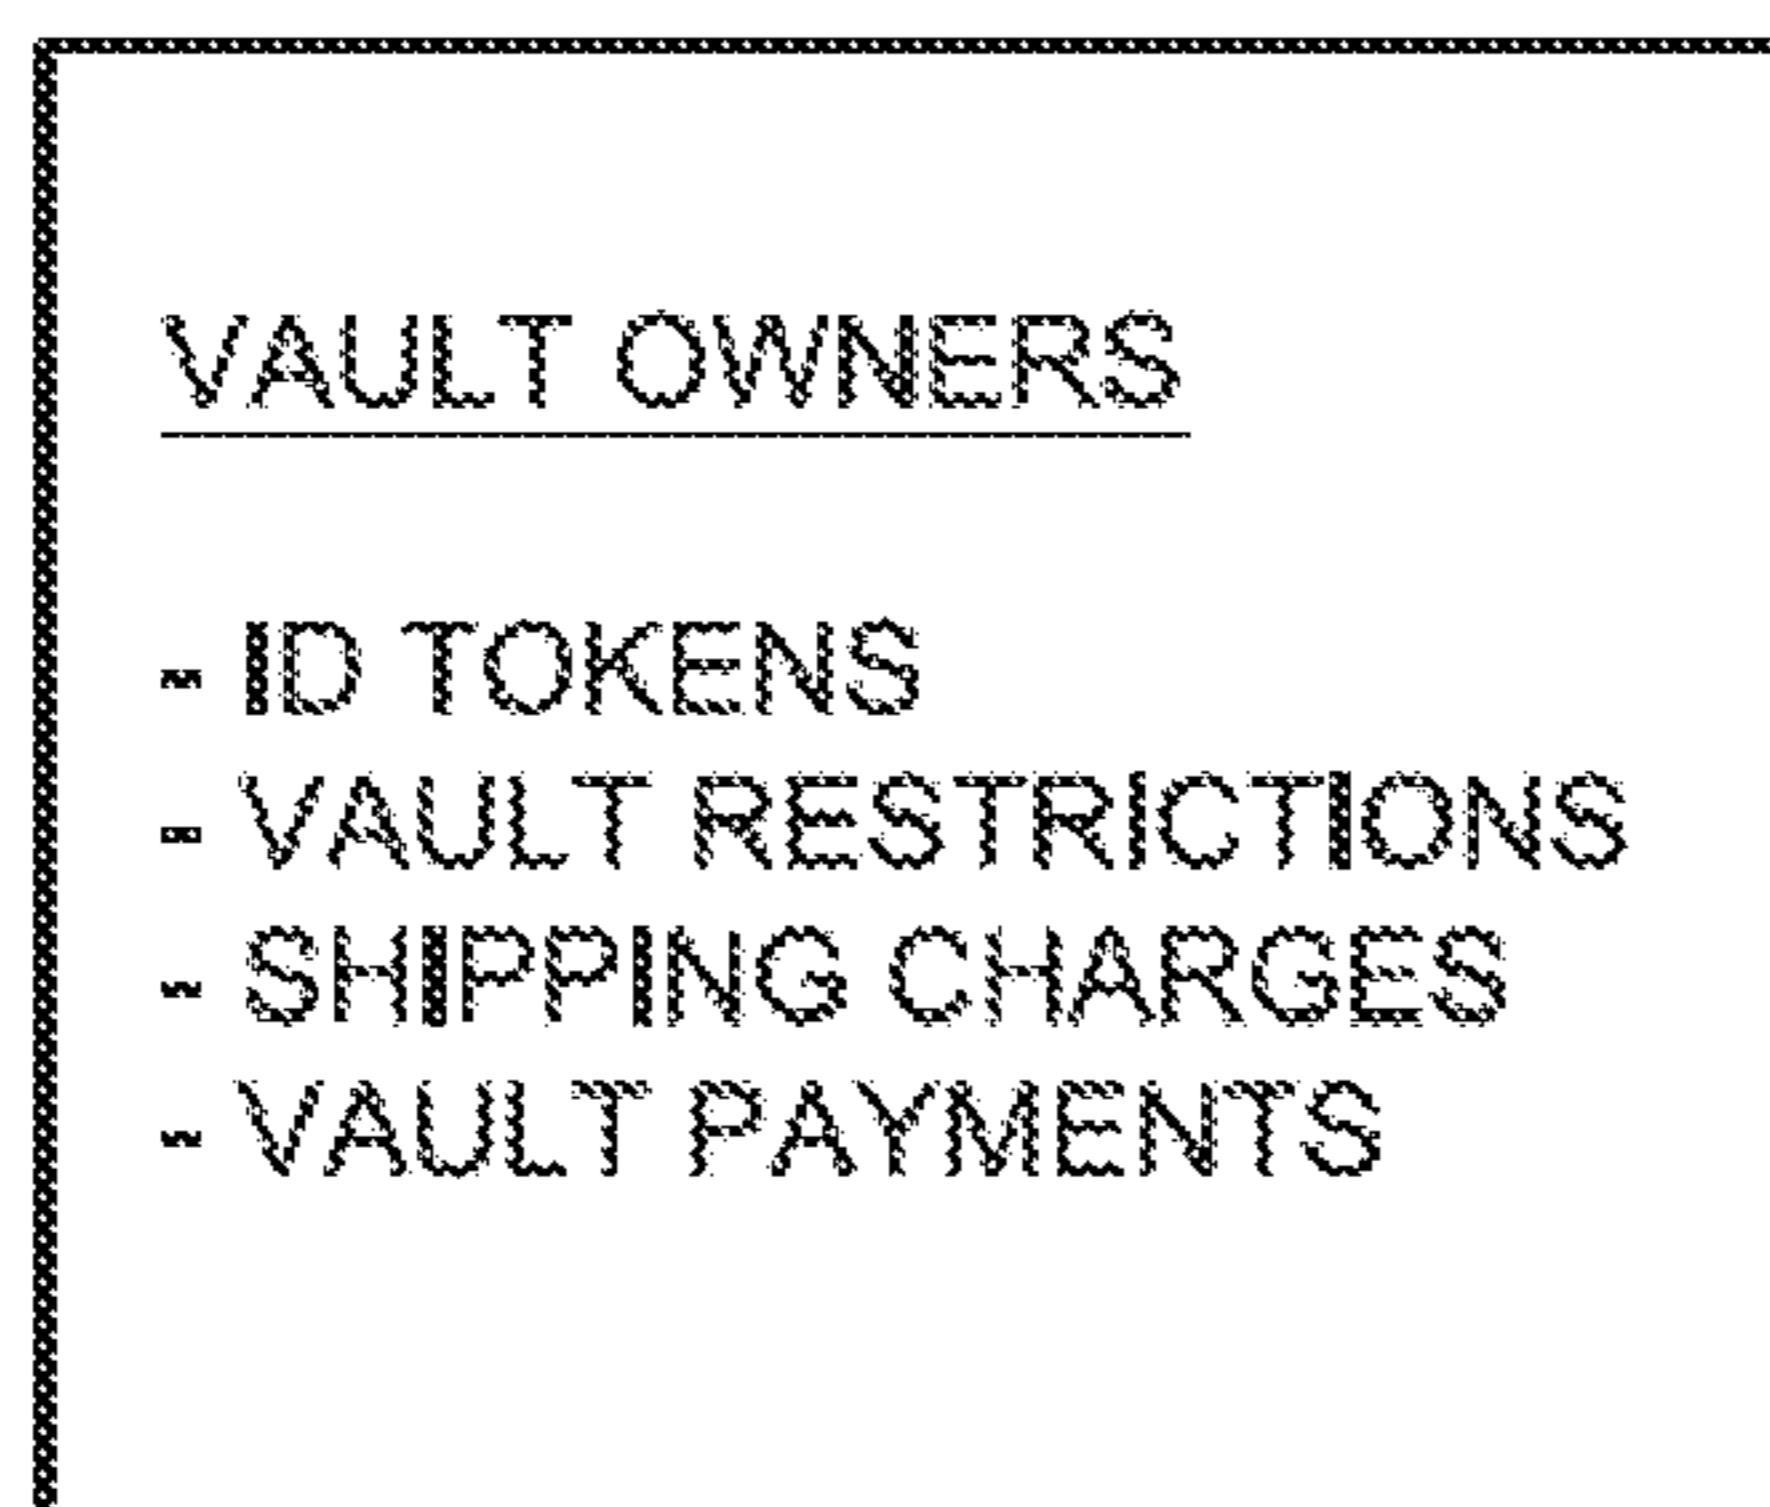 VAULT OWNERS
- ID TOKENS
- VAULT RESTRICTIONS
- SHIPPING CHARGES
- VAULT PAYMENTS